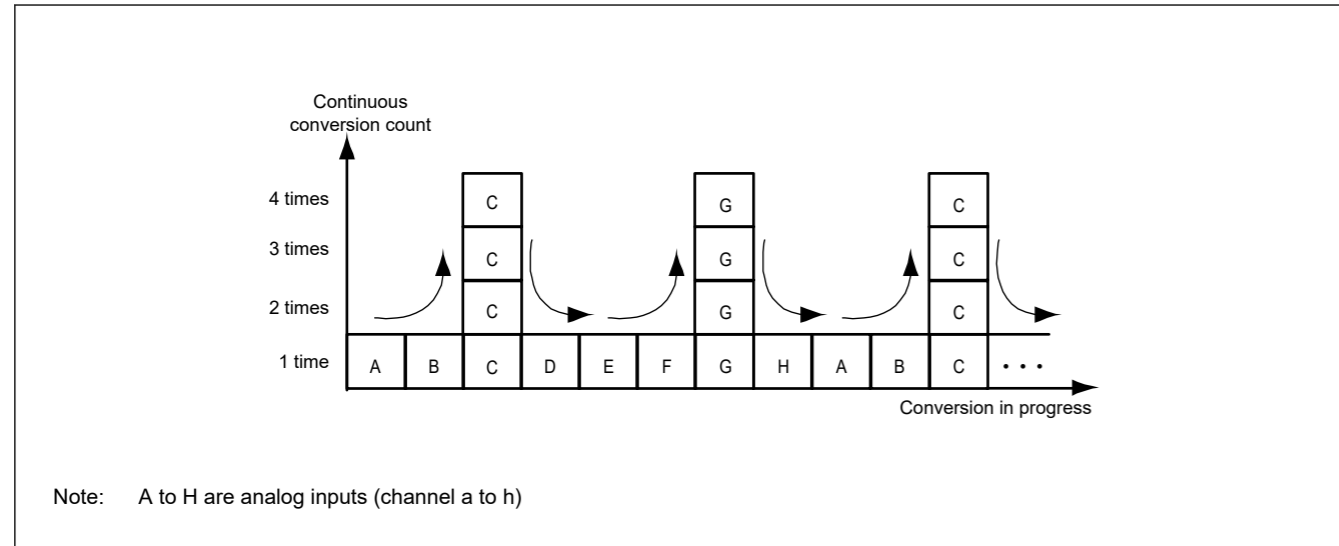 Continuous
conversion count
4 times
C
G
C
3 times
C
G
C
2 times
C
G
C
1 time
A
B
C
D
E
F
G
H
A
B
C
• • •
Conversion in progress
Note: A to H are analog inputs (channel a to h)